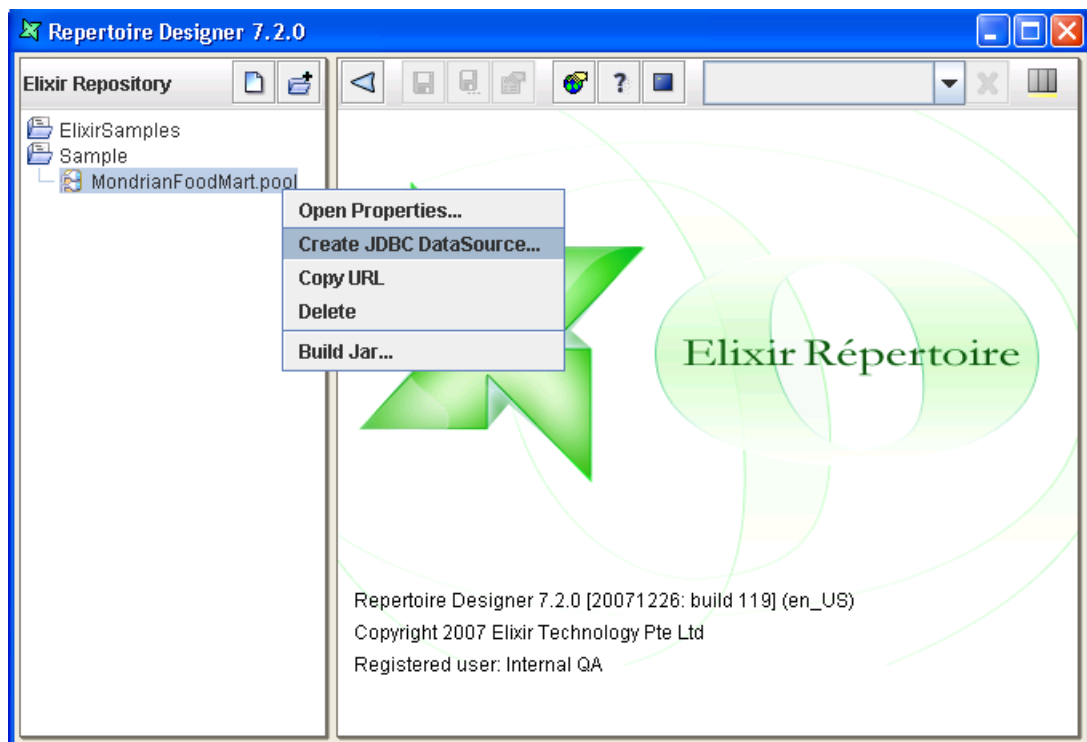 Repertoire Designer 7.2.0
Elixir Repository
?
ElixirSamples
Sample
MondrianFoodMart.pool
Open Properties...
Create JDBC DataSource...
Copy URL
Delete
Build Jar...
Elixir Répertoire
Repertoire Designer 7.2.0 [20071226: build 119] (en_US)
Copyright 2007 Elixir Technology Pte Ltd
Registered user: Internal QA